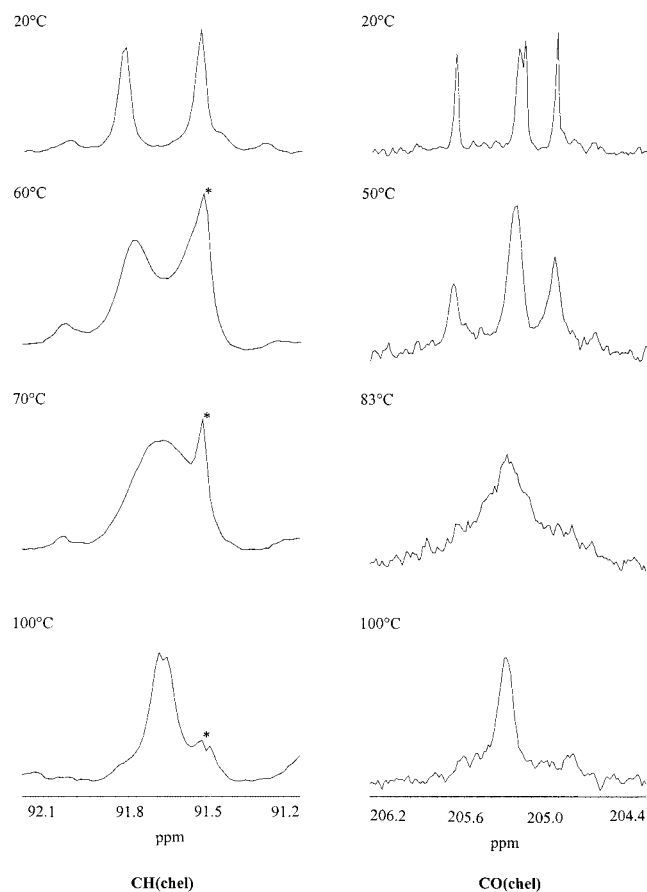 20°C
20°C
60°C
*
50°C
70°C
*
83°C
100°C
*
100°C
92.1 91.8 91.5 91.2
206.2 205.6 205.0 204.4
ppm
ppm
CH(chel)
CO(chel)